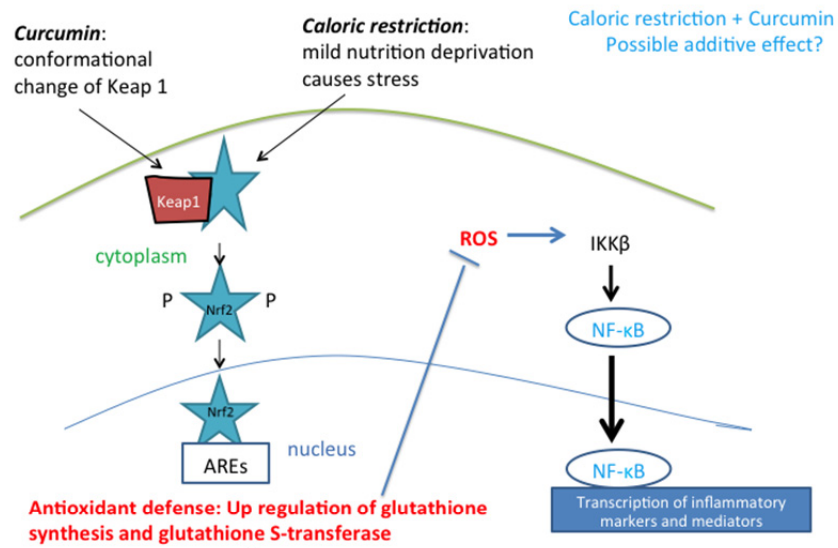 Curcumin:
conformational
change of Keap 1
Caloric restriction:
mild nutrition deprivation
causes stress
Caloric restriction + Curcumin
Possible additive effect?
Keap1
cytoplasm
P
Nrf2
P
Nrf2
AREs
nucleus
ROS
IKKβ
NF-κB
NF-κB
Transcription of inflammatory
markers and mediators
Antioxidant defense: Up regulation of glutathione
synthesis and glutathione S-transferase